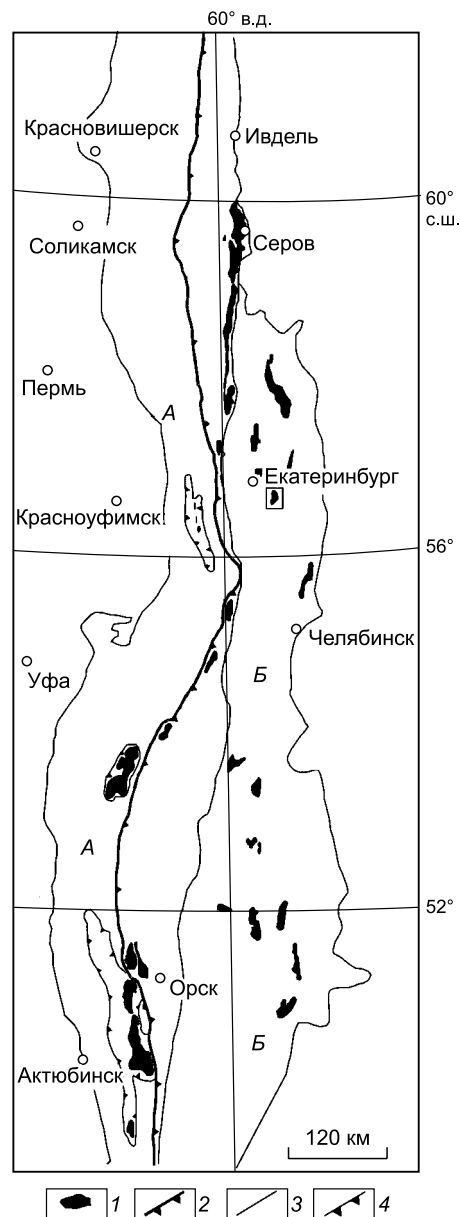 60° в.д.
Красновишерск
Ивдель
60°
с.ш.
Серов
Соликамск
Пермь
А
Екатеринбург
Красноуфимск
56°
Челябинск
Б
Уфа
А
52°
Орск
Б
Актюбинск
120 км
1 2 3 4